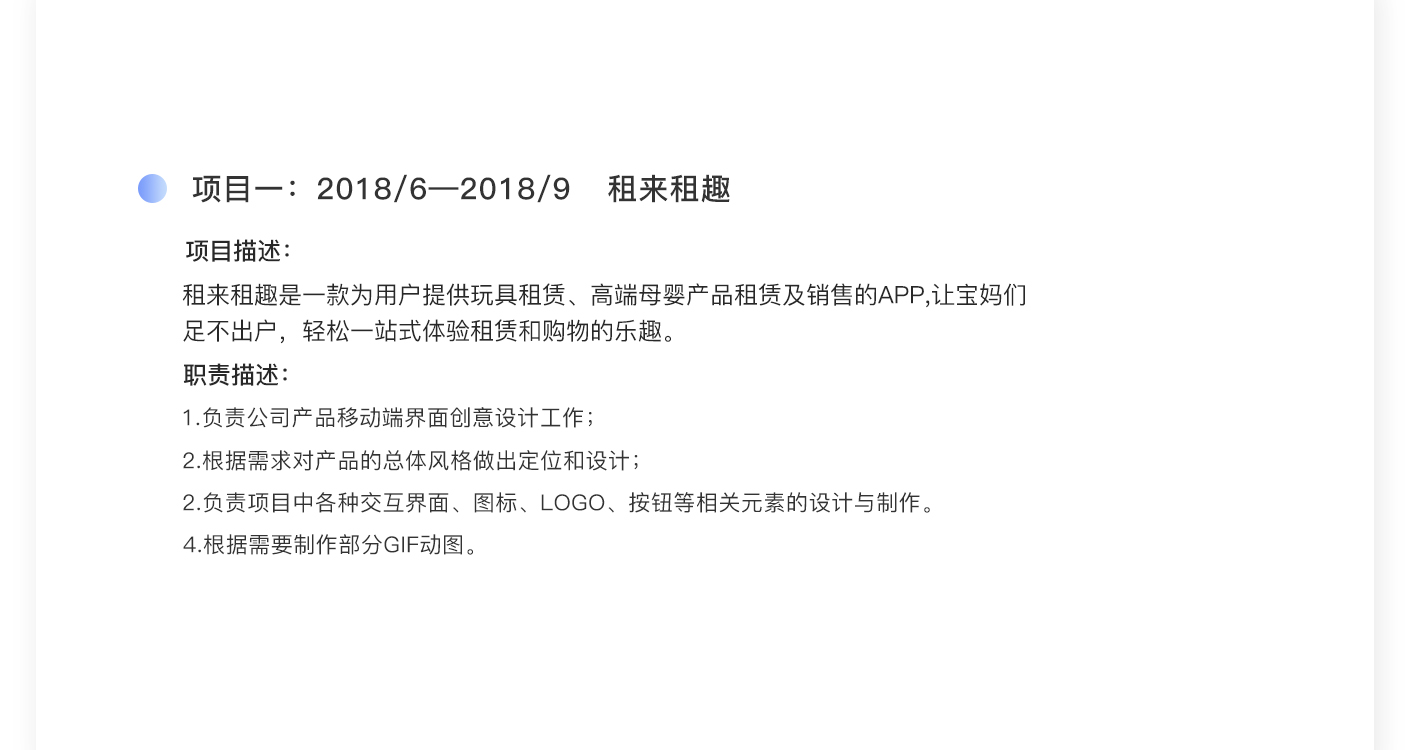 项目一：2018/6—2018/9 租来租趣
项目描述：
租来租趣是一款为用户提供玩具租赁、高端母婴产品租赁及销售的APP,让宝妈们
足不出户，轻松一站式体验租赁和购物的乐趣。
职责描述：
1.负责公司产品移动端界面创意设计工作；
2.根据需求对产品的总体风格做出定位和设计；
2.负责项目中各种交互界面、图标、LOGO、按钮等相关元素的设计与制作。
4.根据需要制作部分GIF动图。